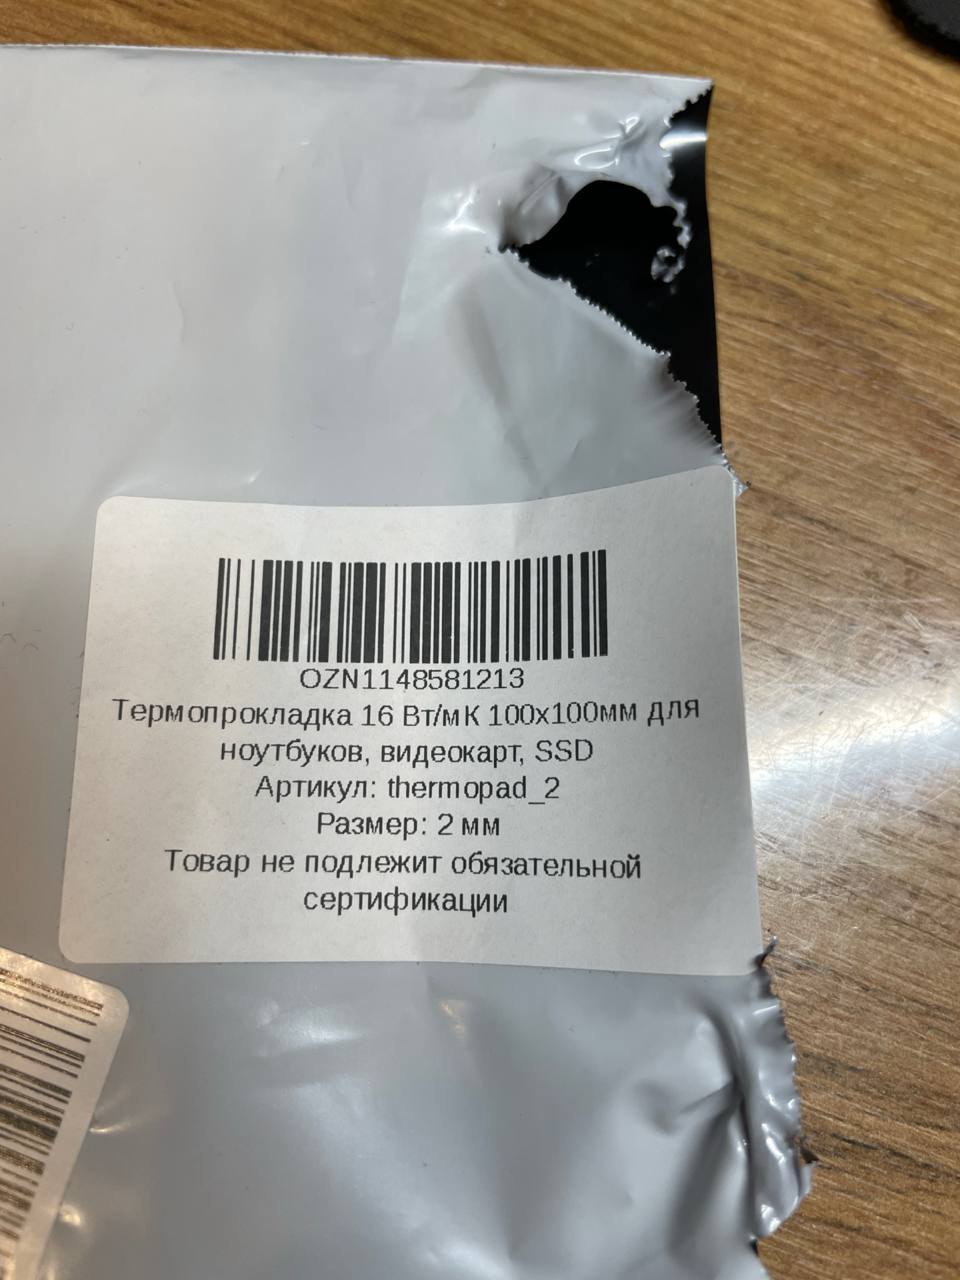 OZN1148581213
Термопрокладка 16 Вт/мК 100х100мм для
ноутбуков, видеокарт, SSD
Артикул: thermopad_2
Размер: 2 мм
Товар не подлежит обязательной
сертификации